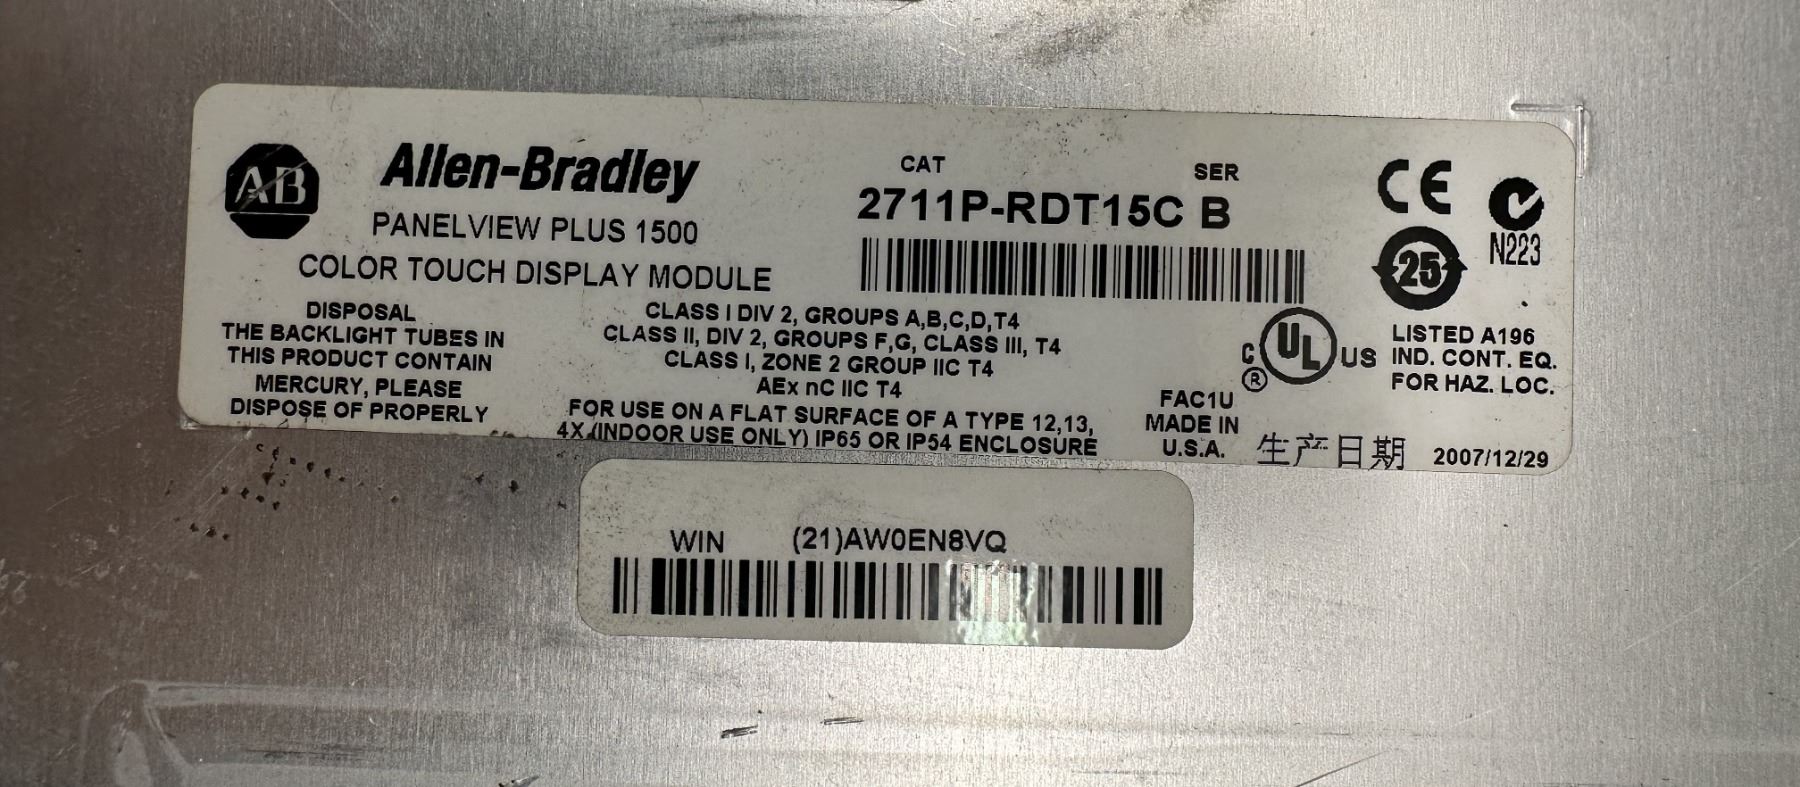 AB
Allen-Bradley
PANELVIEW PLUS 1500
COLOR TOUCH DISPLAY MODULE
DISPOSAL
THE BACKLIGHT TUBES IN
THIS PRODUCT CONTAIN
MERCURY, PLEASE
DISPOSE OF PROPERLY
CAT SER
2711P-RDT15C B
CLASS I DIV 2, GROUPS A,B,C,D,T4
CLASS II, DIV 2, GROUPS F,G, CLASS III, T4
CLASS I, ZONE 2 GROUP IIC T4
AEx nC IIC T4
FOR USE ON A FLAT SURFACE OF A TYPE 12,13,
4X (INDOOR USE ONLY) IP65 OR IP54 ENCLOSURE
FAC1U
MADE IN
U.S.A.
CE
N223
25
C UL US ®
LISTED A196
IND. CONT. EQ.
FOR HAZ. LOC.
生产日期 2007/12/29
WIN (21)AW0EN8VQ